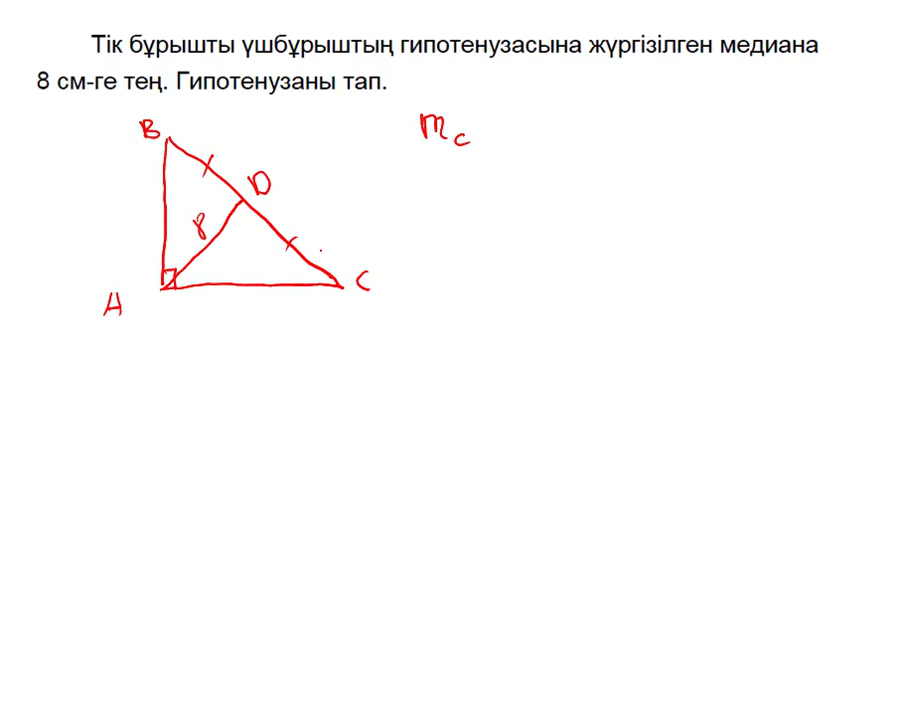 Тік бұрышты үшбұрыштың гипотенузасына жүргізілген медиана
8 см-ге тең. Гипотенузаны тап.
B
m_c
D
8
C
A